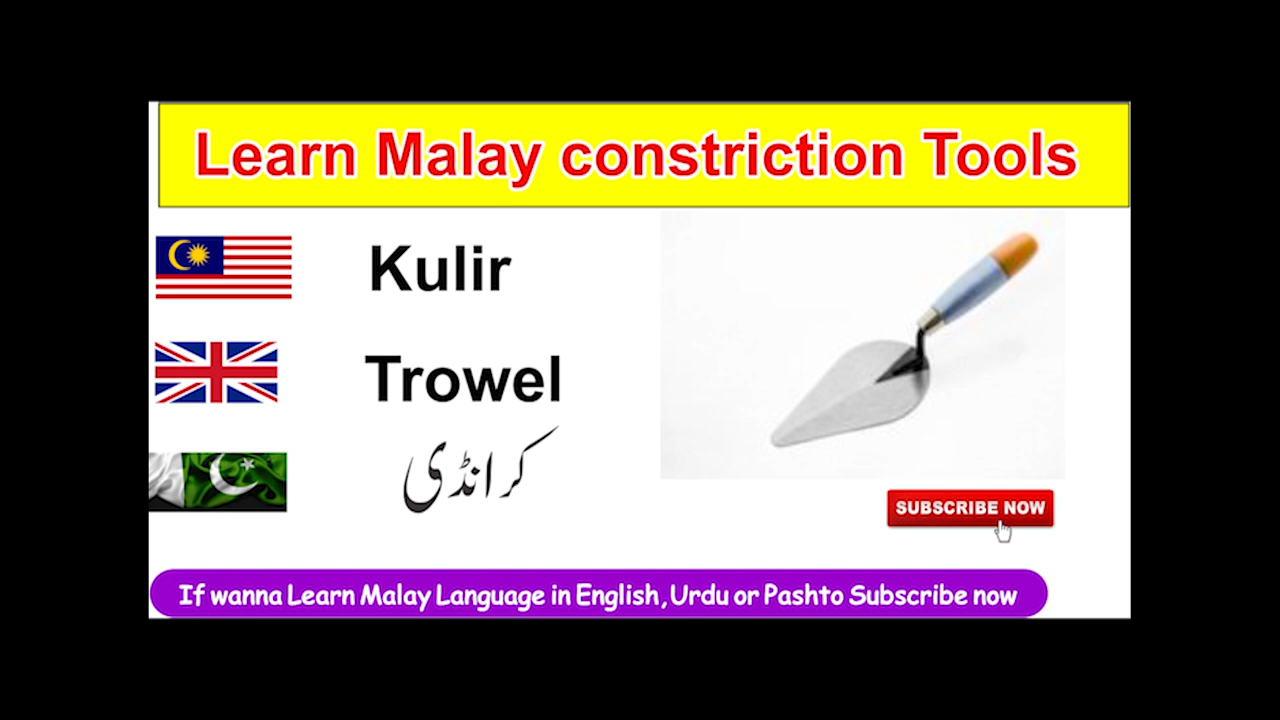 Learn Malay constriction Tools
Kulir
Trowel
کرانڈی
SUBSCRIBE NOW
If wanna Learn Malay Language in English,Urdu or Pashto Subscribe now